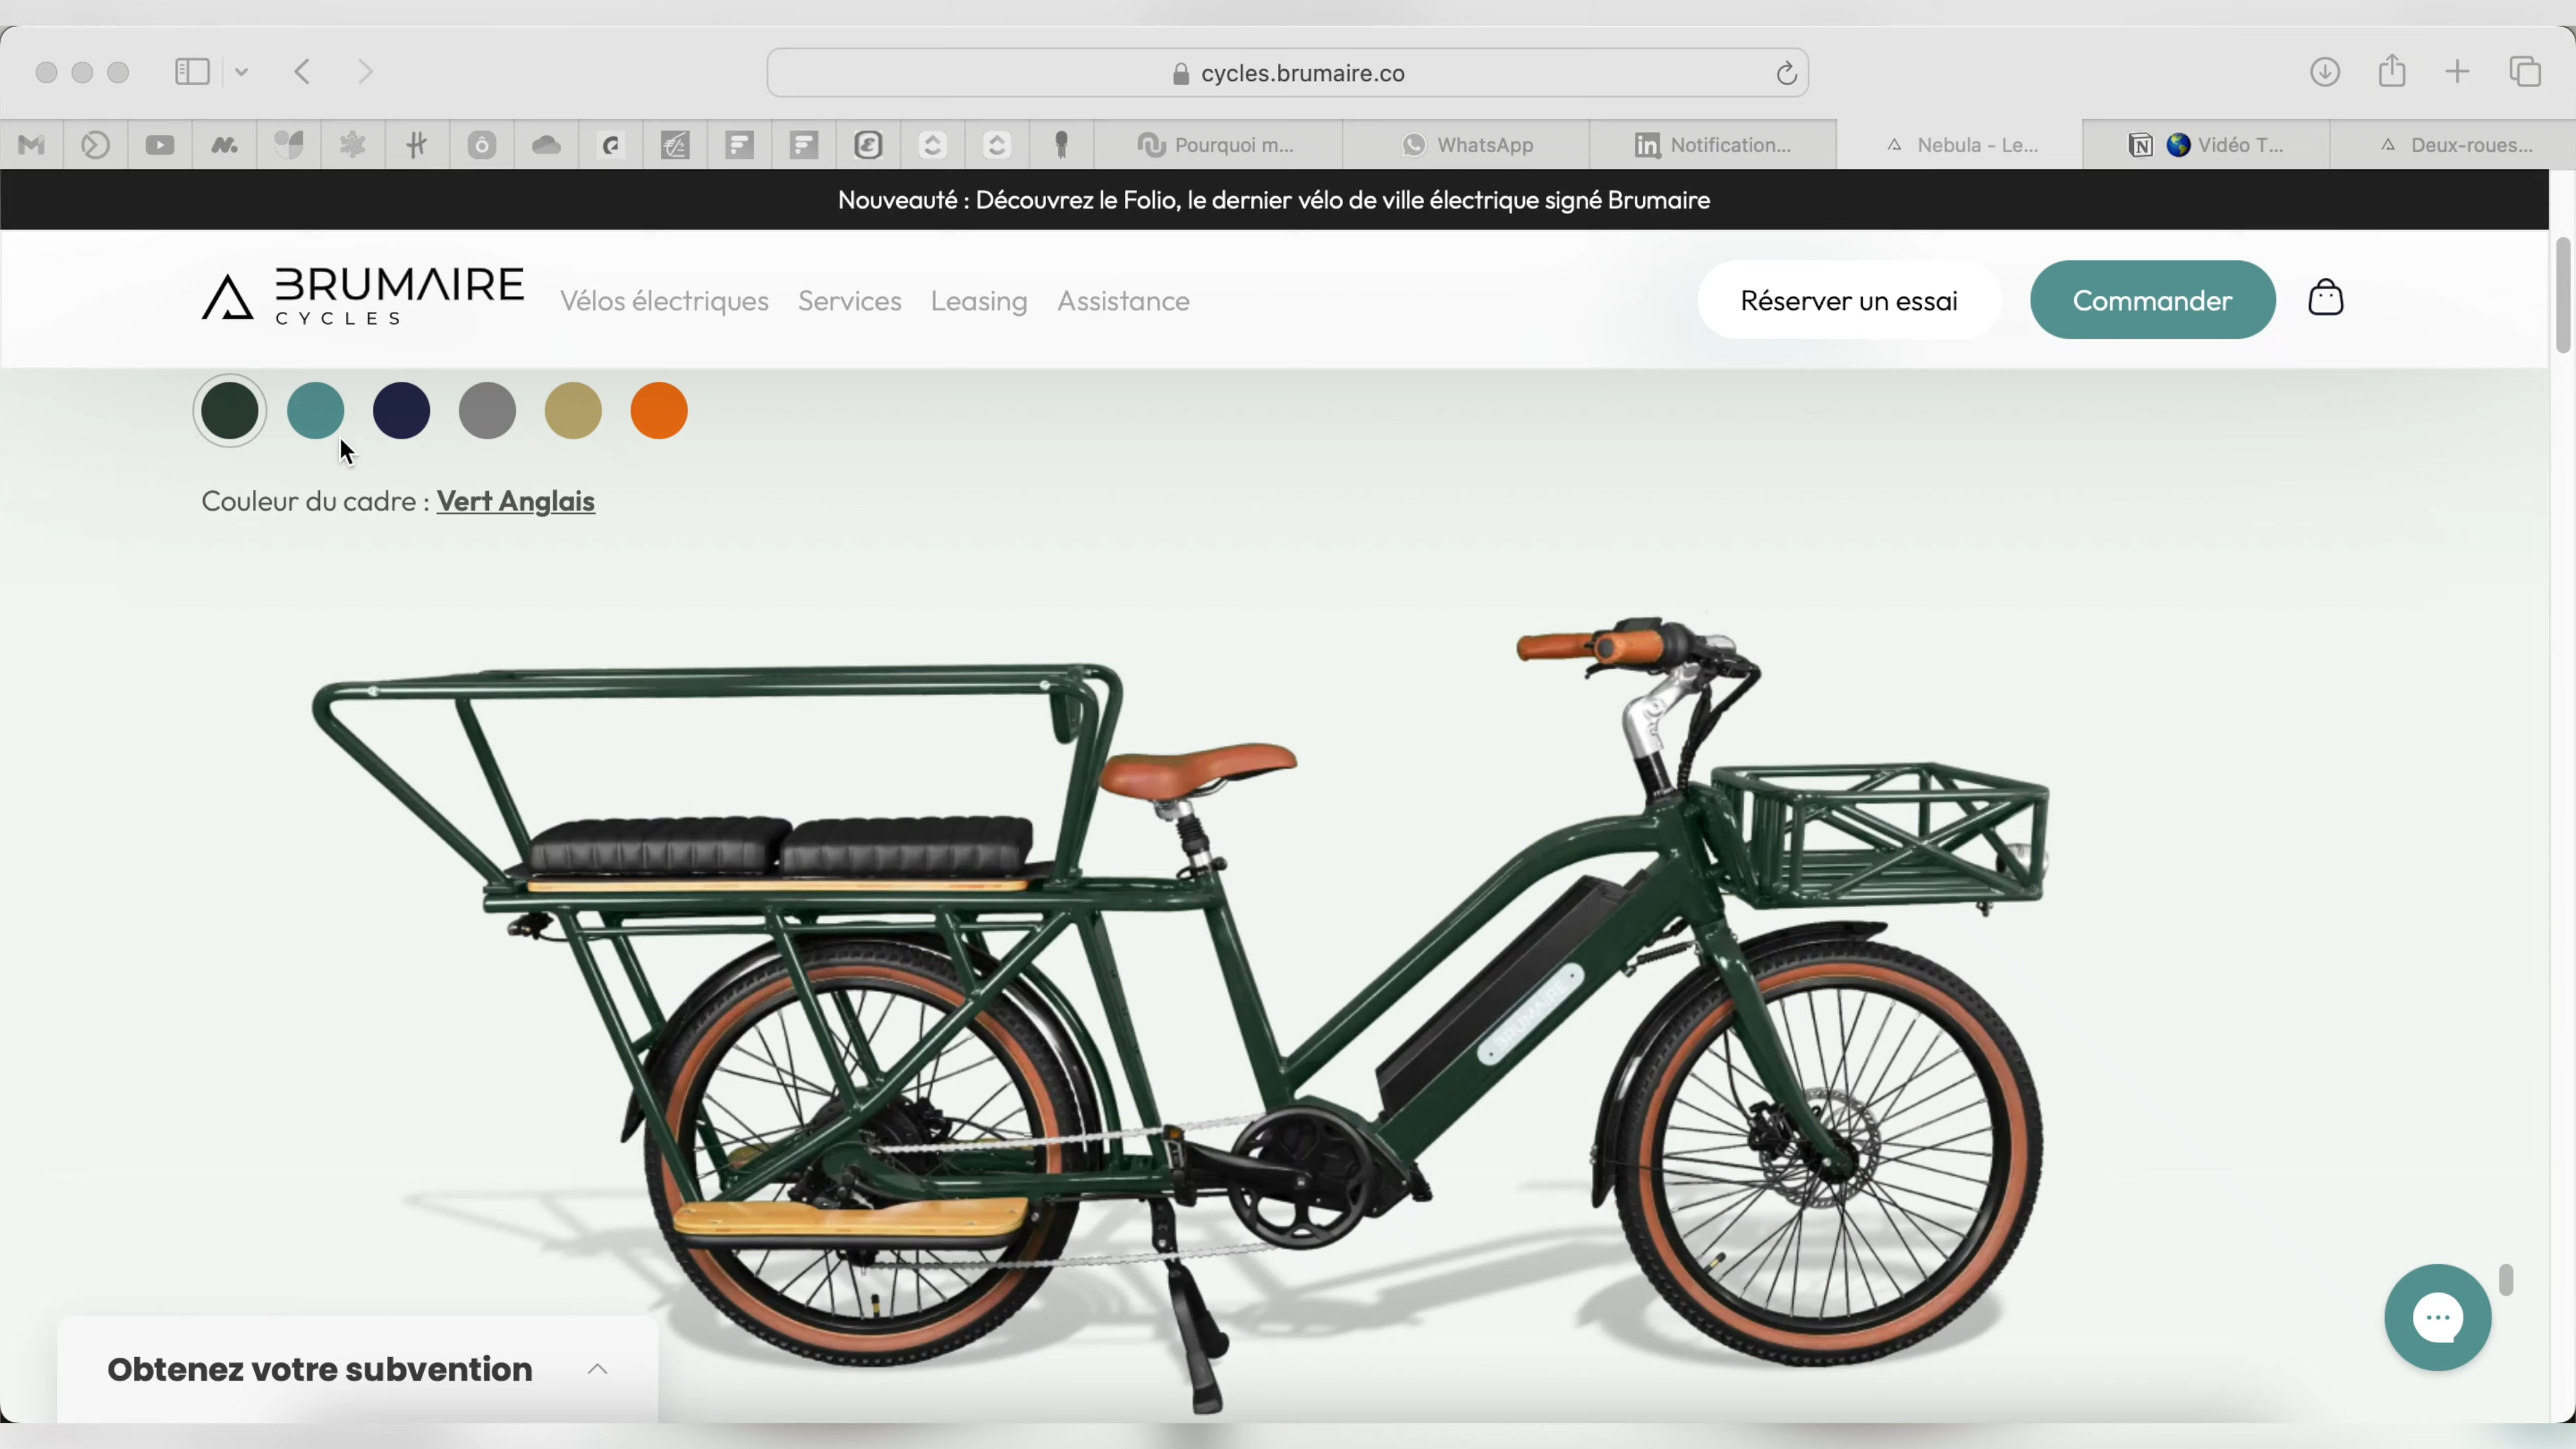 cycles.brumaire.co
Pourquoi m...
WhatsApp
Notification...
Nebula - Le...
Vidéo T...
Deux-roues...
Nouveauté : Découvrez le Folio, le dernier vélo de ville électrique signé Brumaire
BRUMAIRE
CYCLES
Vélos électriques
Services
Leasing
Assistance
Réserver un essai
Commander
Couleur du cadre : Vert Anglais
BRUMAIRE
Obtenez votre subvention